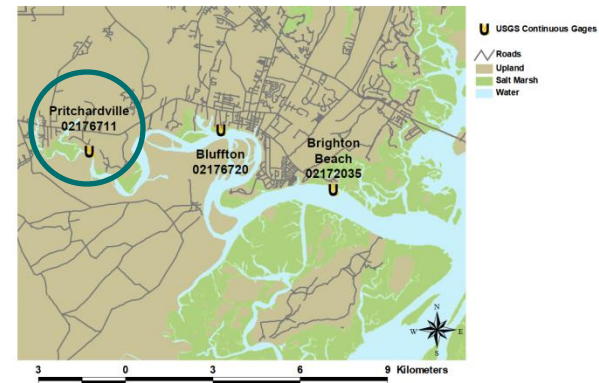 Pritchardville
02176711
Bluffton
02176720
Brighton
Beach
02172035
N
W
E
S
USGS Continuous Gages
Roads
Upland
Salt Marsh
Water
3 0 3 6 9 Kilometers